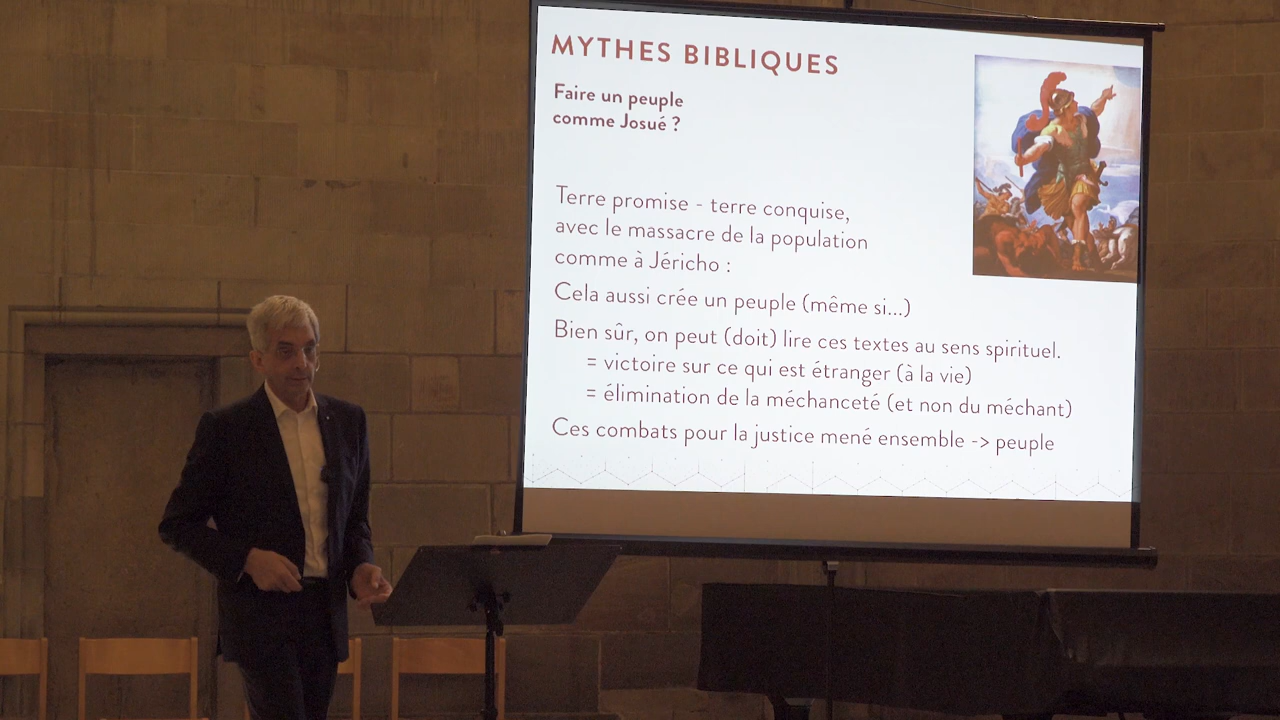 MYTHES BIBLIQUES
Faire un peuple
comme Josué ?
Terre promise - terre conquise,
avec le massacre de la population
comme à Jéricho :
Cela aussi crée un peuple (même si...)
Bien sûr, on peut (doit) lire ces textes au sens spirituel.
= victoire sur ce qui est étranger (à la vie)
= élimination de la méchanceté (et non du méchant)
Ces combats pour la justice mené ensemble -> peuple